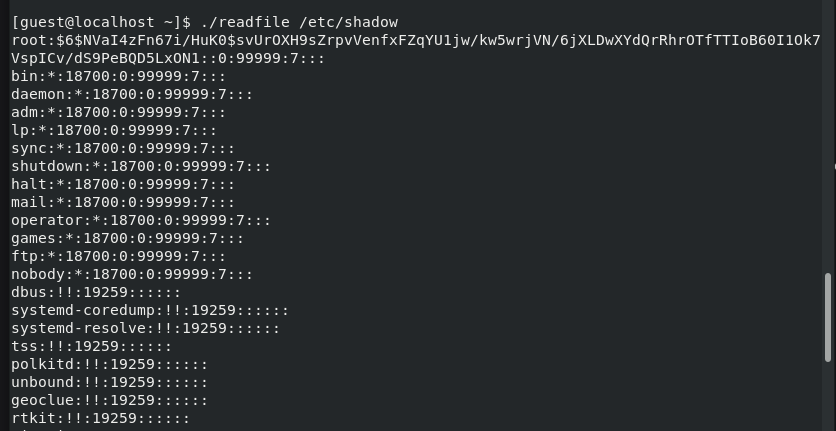 [guest@localhost ~]$ ./readfile /etc/shadow
root:$6$NVaI4zFn67i/HuK0$svUrOXH9sZrpvVenfxFZqYU1jw/kw5wrjVN/6jXLDwXYdQrRhrOTfTTIoB60I1Ok7
VspICv/dS9PeBQD5LxON1::0:99999:7:::
bin:*:18700:0:99999:7:::
daemon:*:18700:0:99999:7:::
adm:*:18700:0:99999:7:::
lp:*:18700:0:99999:7:::
sync:*:18700:0:99999:7:::
shutdown:*:18700:0:99999:7:::
halt:*:18700:0:99999:7:::
mail:*:18700:0:99999:7:::
operator:*:18700:0:99999:7:::
games:*:18700:0:99999:7:::
ftp:*:18700:0:99999:7:::
nobody:*:18700:0:99999:7:::
dbus:!!:19259::::::
systemd-coredump:!!:19259::::::
systemd-resolve:!!:19259::::::
tss:!!:19259::::::
polkitd:!!:19259::::::
unbound:!!:19259::::::
geoclue:!!:19259::::::
rtkit:!!:19259::::::